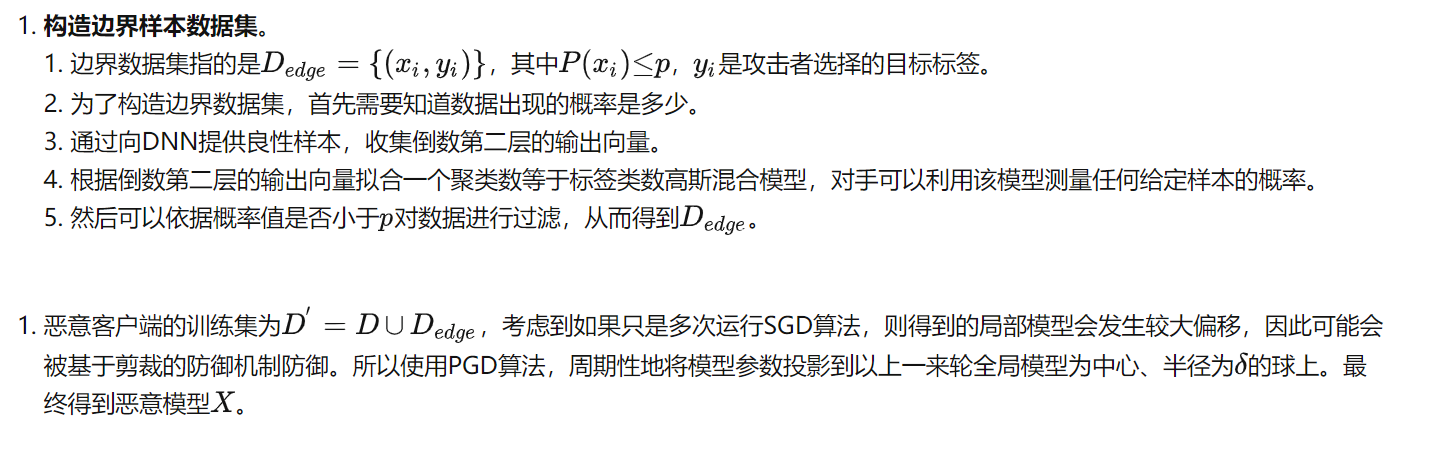 1. 构造边界样本数据集。
1. 边界数据集指的是D_{edge} = {(x_i, y_i)}，其中P(x_i)≤p，y_i是攻击者选择的目标标签。
2. 为了构造边界数据集，首先需要知道数据出现的概率是多少。
3. 通过向DNN提供良性样本，收集倒数第二层的输出向量。
4. 根据倒数第二层的输出向量拟合一个聚类数等于标签类数高斯混合模型，对手可以利用该模型测量任何给定样本的概率。
5. 然后可以依据概率值是否小于p对数据进行过滤，从而得到D_{edge}。
1. 恶意客户端的训练集为D' = D ∪ D_{edge}，考虑到如果只是多次运行SGD算法，则得到的局部模型会发生较大偏移，因此可能会
被基于剪裁的防御机制防御。所以使用PGD算法，周期性地将模型参数投影到以上一来轮全局模型为中心、半径为δ的球上。最
终得到恶意模型X。